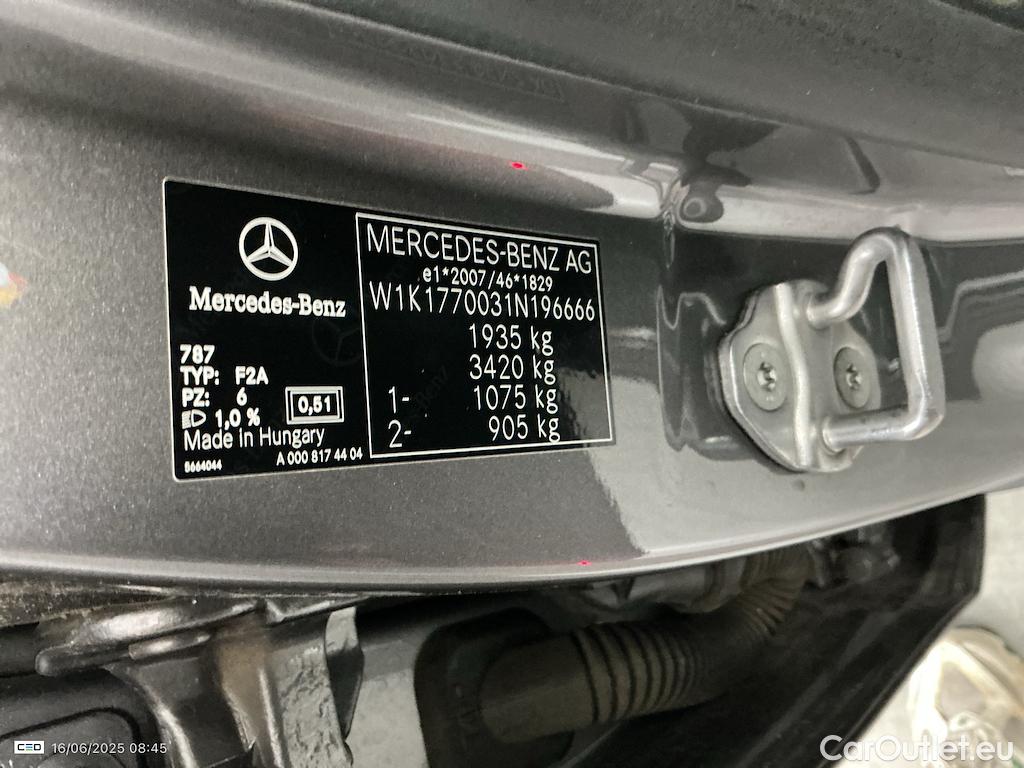 Mercedes-Benz
787
TYP: F2A
PZ: 6
1,0 %
0,51
Made in Hungary
5664044
A 000 817 44 04
MERCEDES-BENZ AG
e1*2007/46*1829
W1K1770031N196666
1935 kg
3420 kg
1- 1075 kg
2- 905 kg
CEO 16/06/2025 08:45
CarOutlet.eu